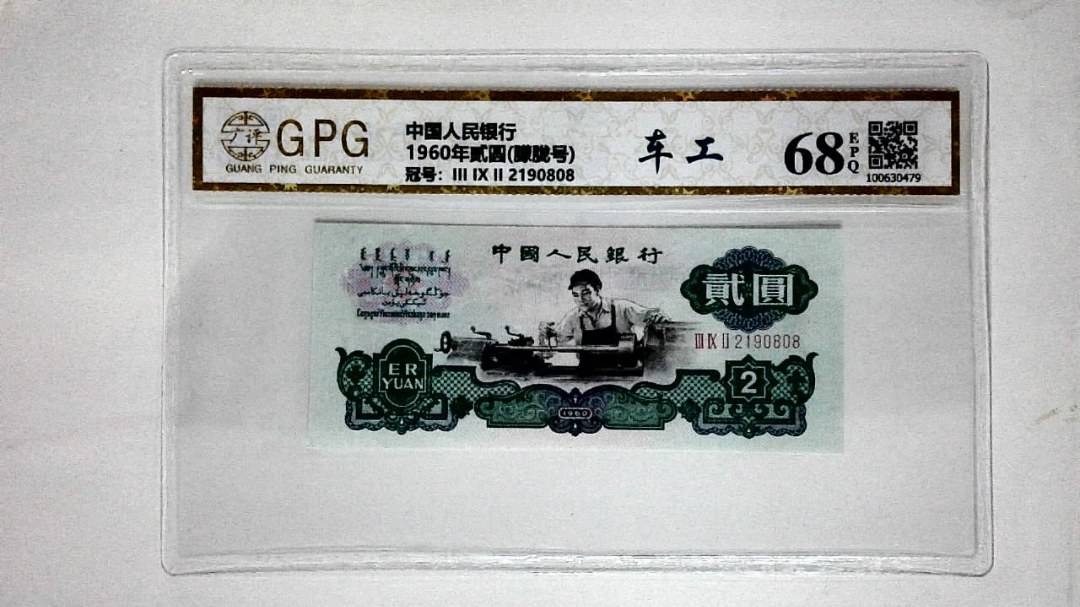 广评
GPG
GUANG PING GUARANTY
中国人民银行
1960年贰圆(朦胧号)
冠号：III IX II 2190808
车工
68
EPQ
100630479
中國人民銀行
貳圓
III IX II 2190808
ER
YUAN
2
1960